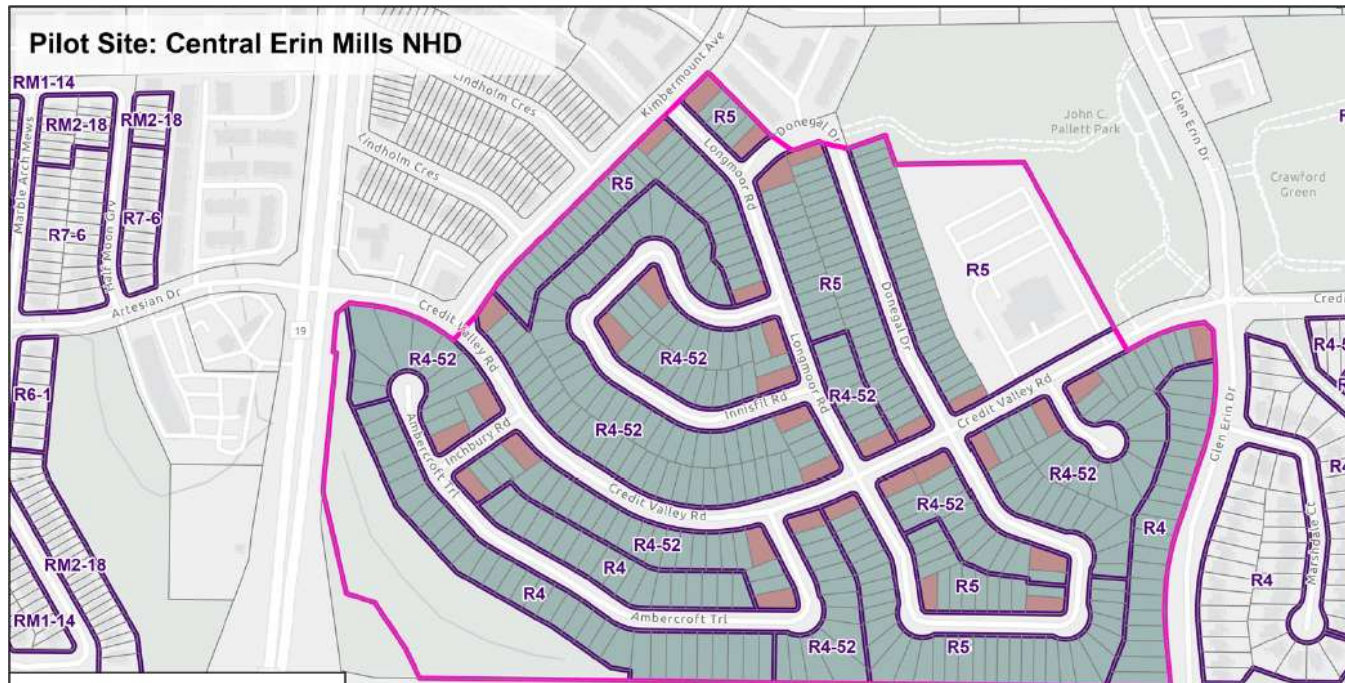 Pilot Site: Central Erin Mills NHD
RM1-14
RM2-18
RM2-18
Marble Arch Mews
R7-6
R7-6
Half Moon Grv
Artesian Dr
R6-1
RM2-18
RM1-14
19
Lindholm Cres
Lindholm Cres
Kimbermount Ave
R5
Donegal Dr
Longmoor Rd
R5
John C.
Pallett Park
Glen Erin Dr
Crawford
Green
R5
R5
Donegal Dr
Credit Valley Rd
R4-52
R4-52
Innisfil Rd
Longmoor Rd
R4-52
Credit Valley Rd
Inchbury Rd
Ambercroft Trl
R4-52
Credit Valley Rd
R4-52
R4
R4
Ambercroft Trl
R4-52
R4-52
R5
R5
R4-52
R4
Glen Erin Dr
R4
Marshdale Ct